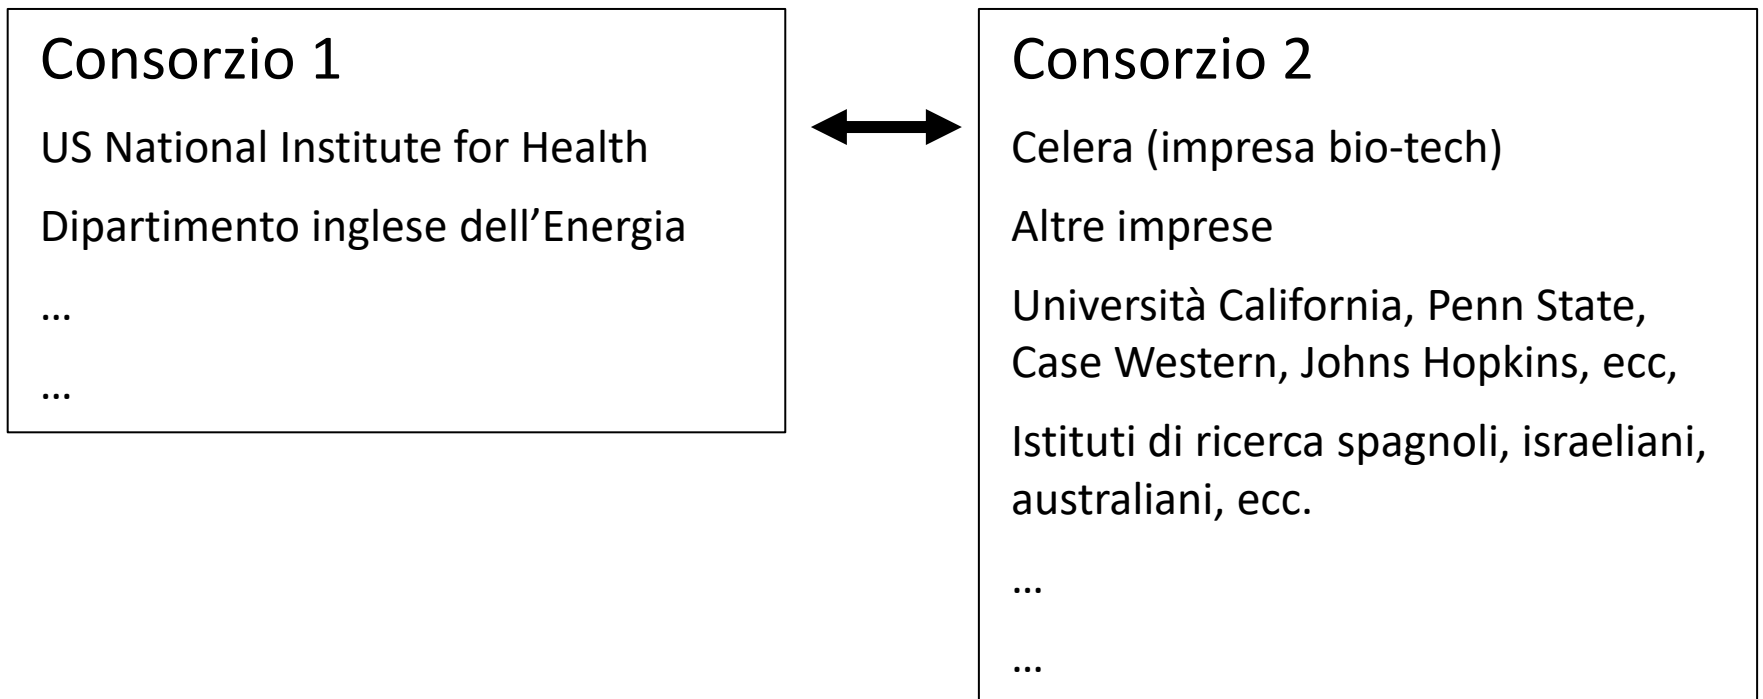 Consorzio 1
US National Institute for Health
Dipartimento inglese dell’Energia
…
…
Consorzio 2
Celera (impresa bio-tech)
Altre imprese
Università California, Penn State,
Case Western, Johns Hopkins, ecc,
Istituti di ricerca spagnoli, israeliani,
australiani, ecc.
…
…